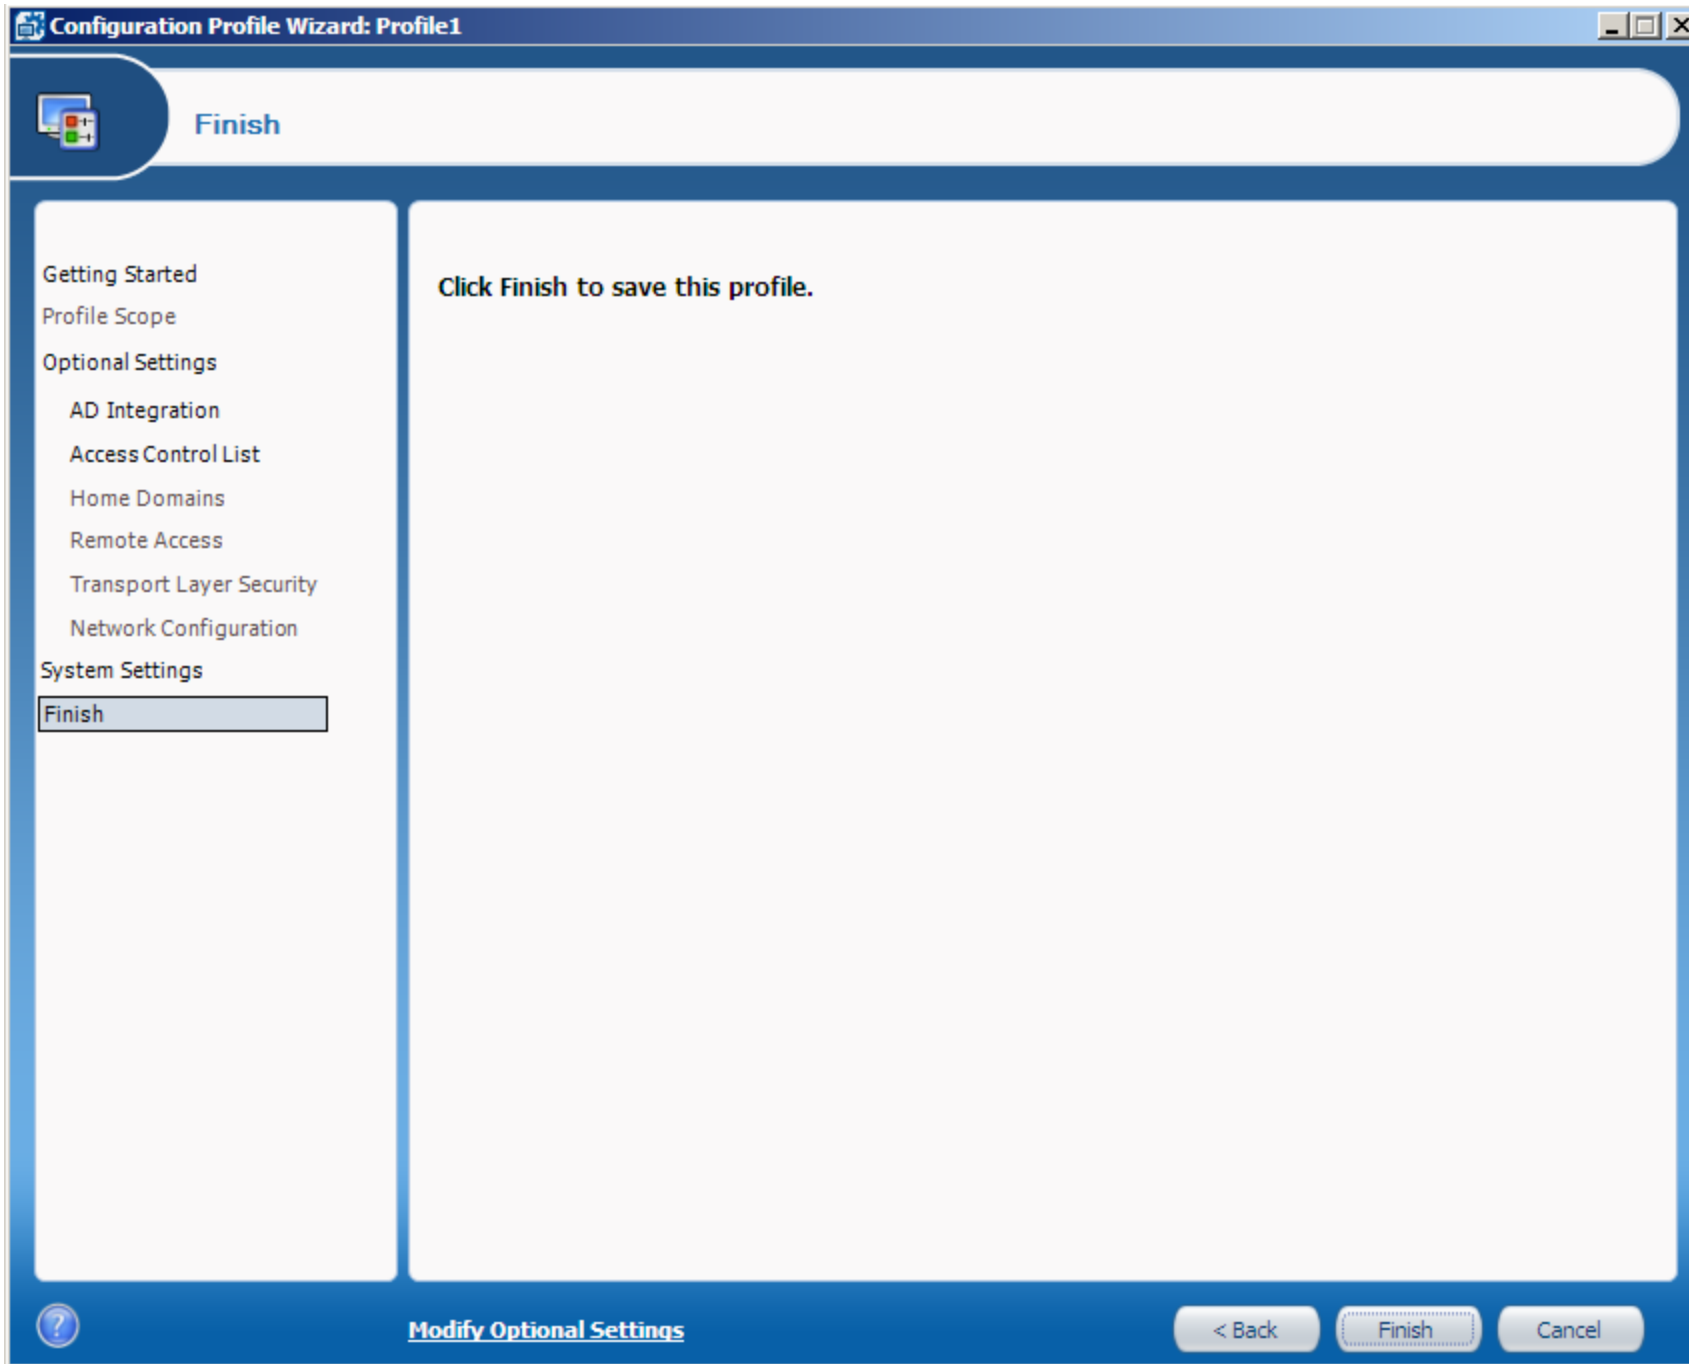 Configuration Profile Wizard: Profile1
Finish
Getting Started
Profile Scope
Optional Settings
AD Integration
Access Control List
Home Domains
Remote Access
Transport Layer Security
Network Configuration
System Settings
Finish
Click Finish to save this profile.
?
Modify Optional Settings
< Back
Finish
Cancel